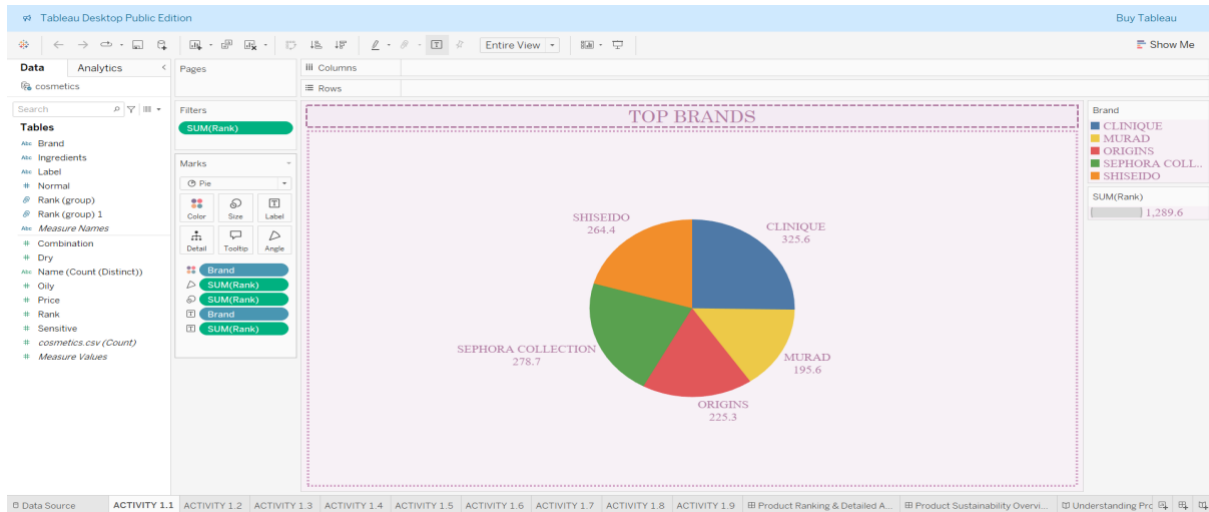 Tableau Desktop Public Edition
Buy Tableau
Entire View
Show Me
Data
Analytics
cosmetics
Search
Tables
Abc Brand
Abc Ingredients
Abc Label
# Normal
Rank (group)
Rank (group) 1
Abc Measure Names
# Combination
# Dry
Abc Name (Count (Distinct))
# Oily
# Price
# Rank
# Sensitive
# cosmetics.csv (Count)
# Measure Values
Pages
Filters
SUM(Rank)
Marks
Pie
Color
Size
Label
Detail
Tooltip
Angle
Brand
SUM(Rank)
SUM(Rank)
Brand
SUM(Rank)
Columns
Rows
TOP BRANDS
SHISEIDO
264.4
CLINIQUE
325.6
SEPHORA COLLECTION
278.7
MURAD
195.6
ORIGINS
225.3
Brand
CLINIQUE
MURAD
ORIGINS
SEPHORA COLL..
SHISEIDO
SUM(Rank)
1,289.6
Data Source
ACTIVITY 1.1
ACTIVITY 1.2
ACTIVITY 1.3
ACTIVITY 1.4
ACTIVITY 1.5
ACTIVITY 1.6
ACTIVITY 1.7
ACTIVITY 1.8
ACTIVITY 1.9
Product Ranking & Detailed A...
Product Sustainability Overvi...
Understanding Prc